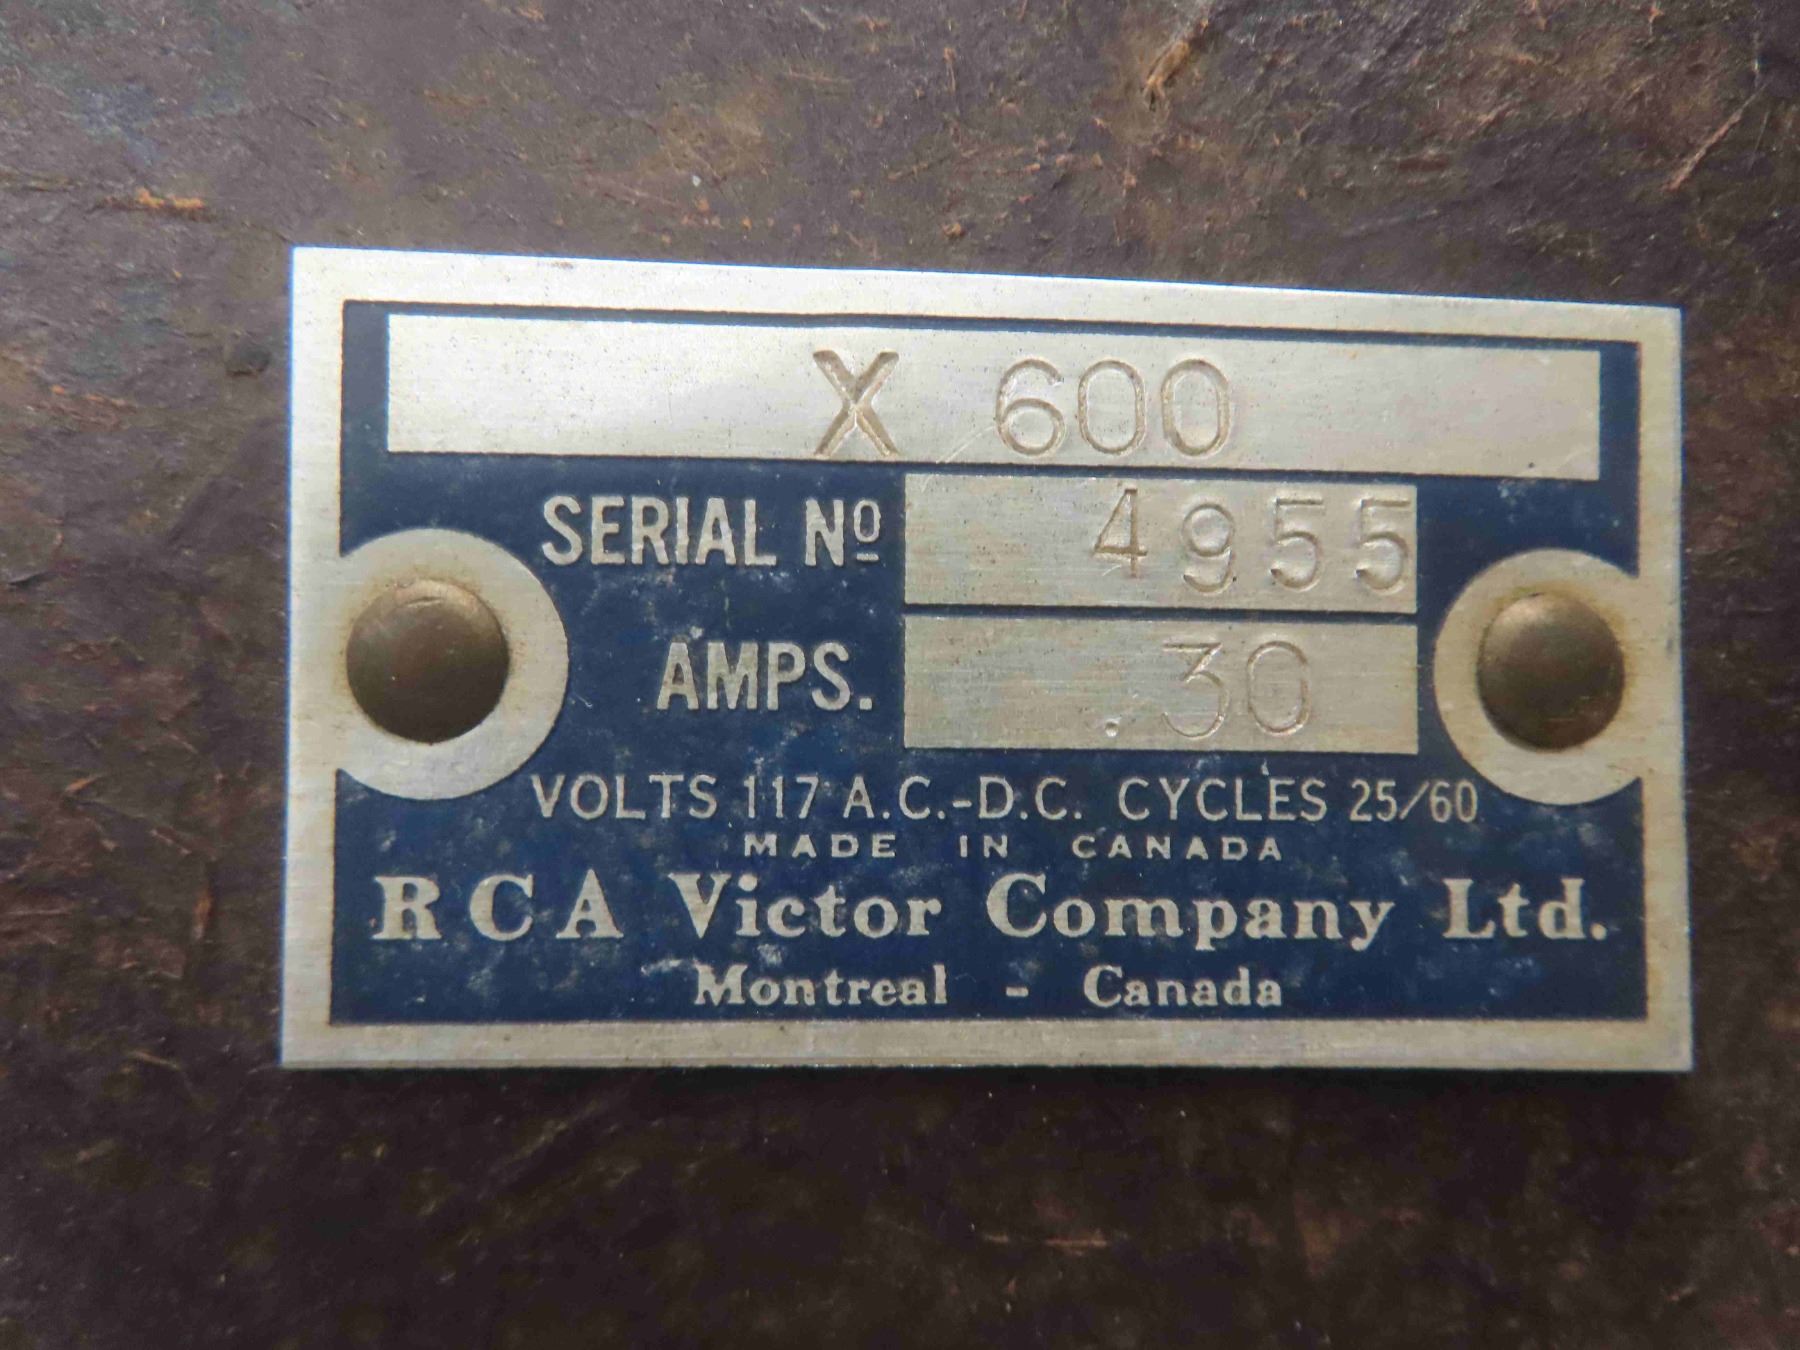 X 600
SERIAL Nº 4955
AMPS. .30
VOLTS 117 A.C.-D.C. CYCLES 25/60
MADE IN CANADA
RCA Victor Company Ltd.
Montreal - Canada